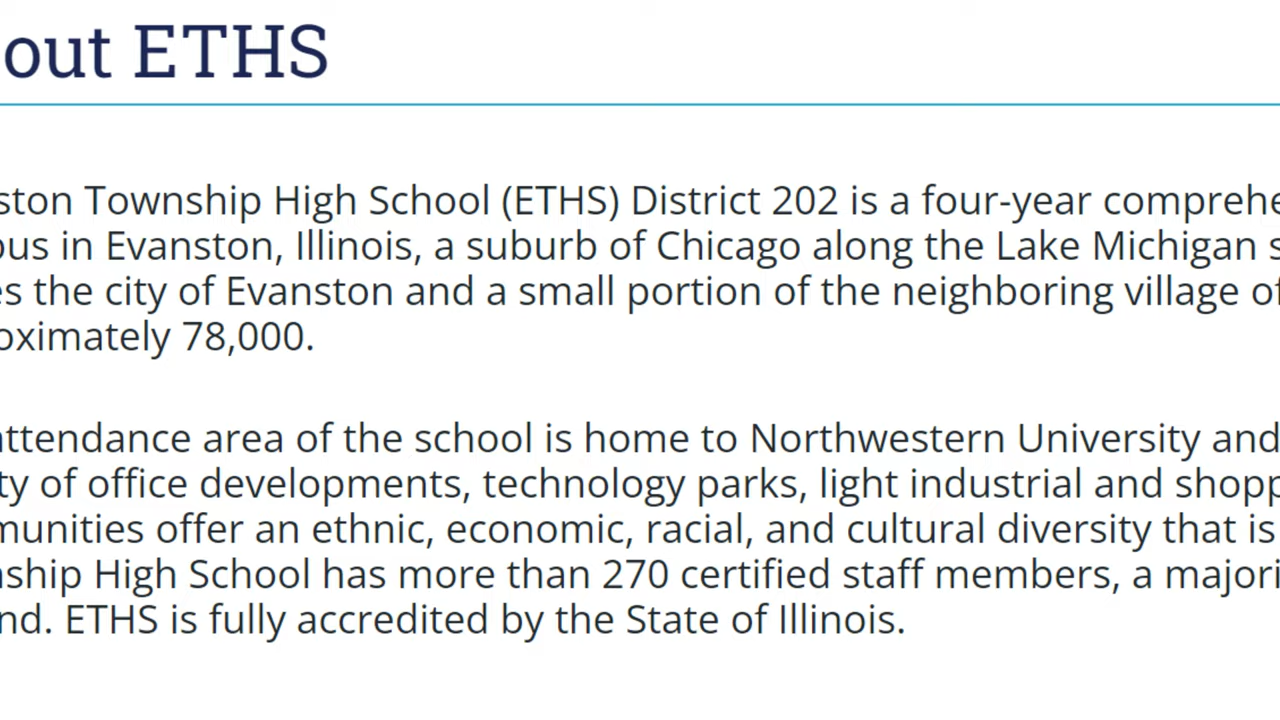 out ETHS
ston Township High School (ETHS) District 202 is a four-year comprehe
ous in Evanston, Illinois, a suburb of Chicago along the Lake Michigan s
es the city of Evanston and a small portion of the neighboring village of
oximately 78,000.
attendance area of the school is home to Northwestern University and
ty of office developments, technology parks, light industrial and shopp
munities offer an ethnic, economic, racial, and cultural diversity that is
nship High School has more than 270 certified staff members, a majori
nd. ETHS is fully accredited by the State of Illinois.